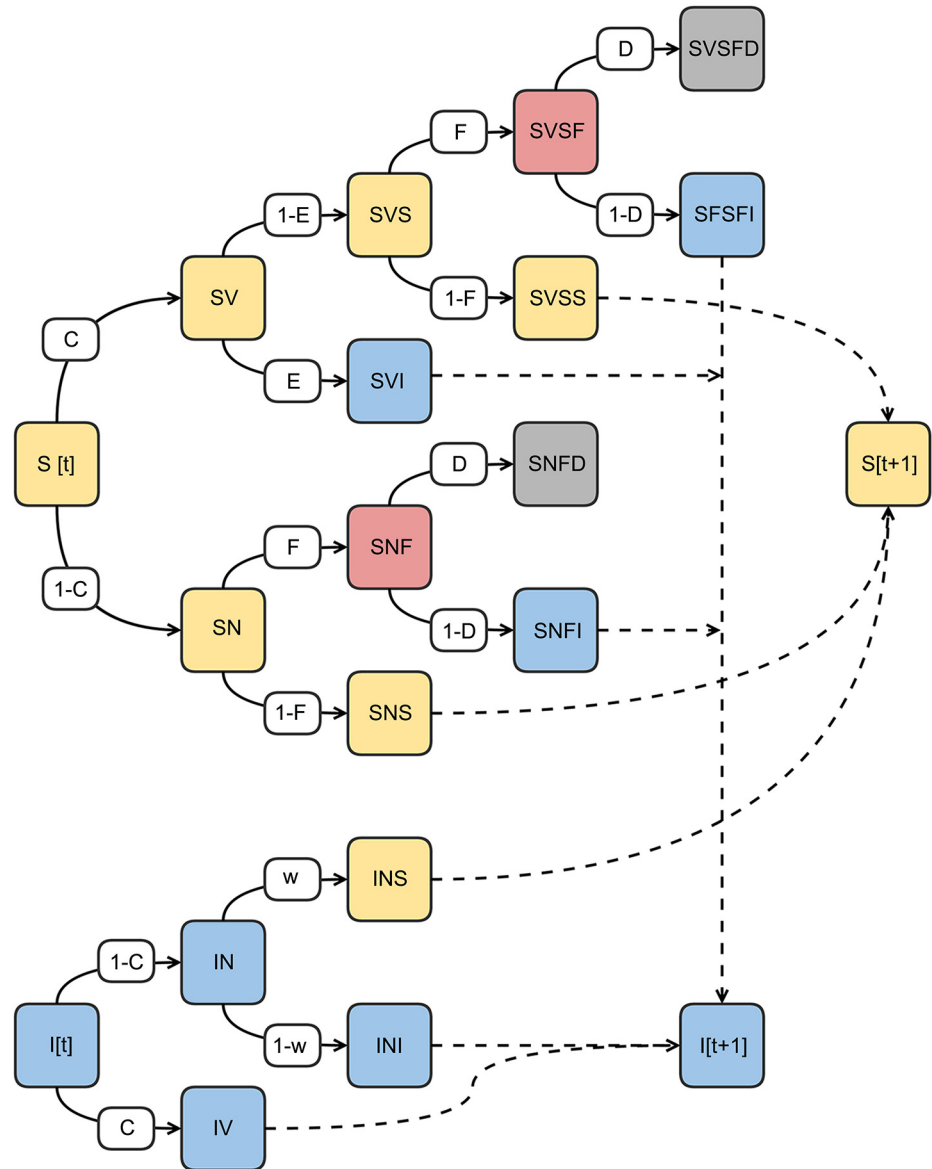 D
SVSFD
F
SVSF
1-E
SVS
1-D
SFSFI
SV
1-F
SVSS
C
E
SVI
S [t]
D
SNFD
S[t+1]
F
SNF
1-C
SN
1-D
SNFI
1-F
SNS
w
INS
1-C
IN
I[t]
1-w
INI
I[t+1]
C
IV